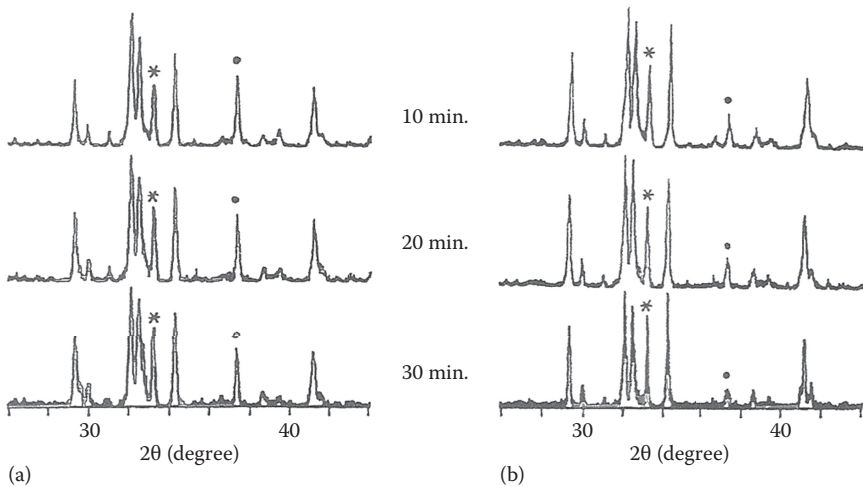 10 min.
20 min.
30 min.
30 40
2θ (degree)
(a)
30 40
2θ (degree)
(b)